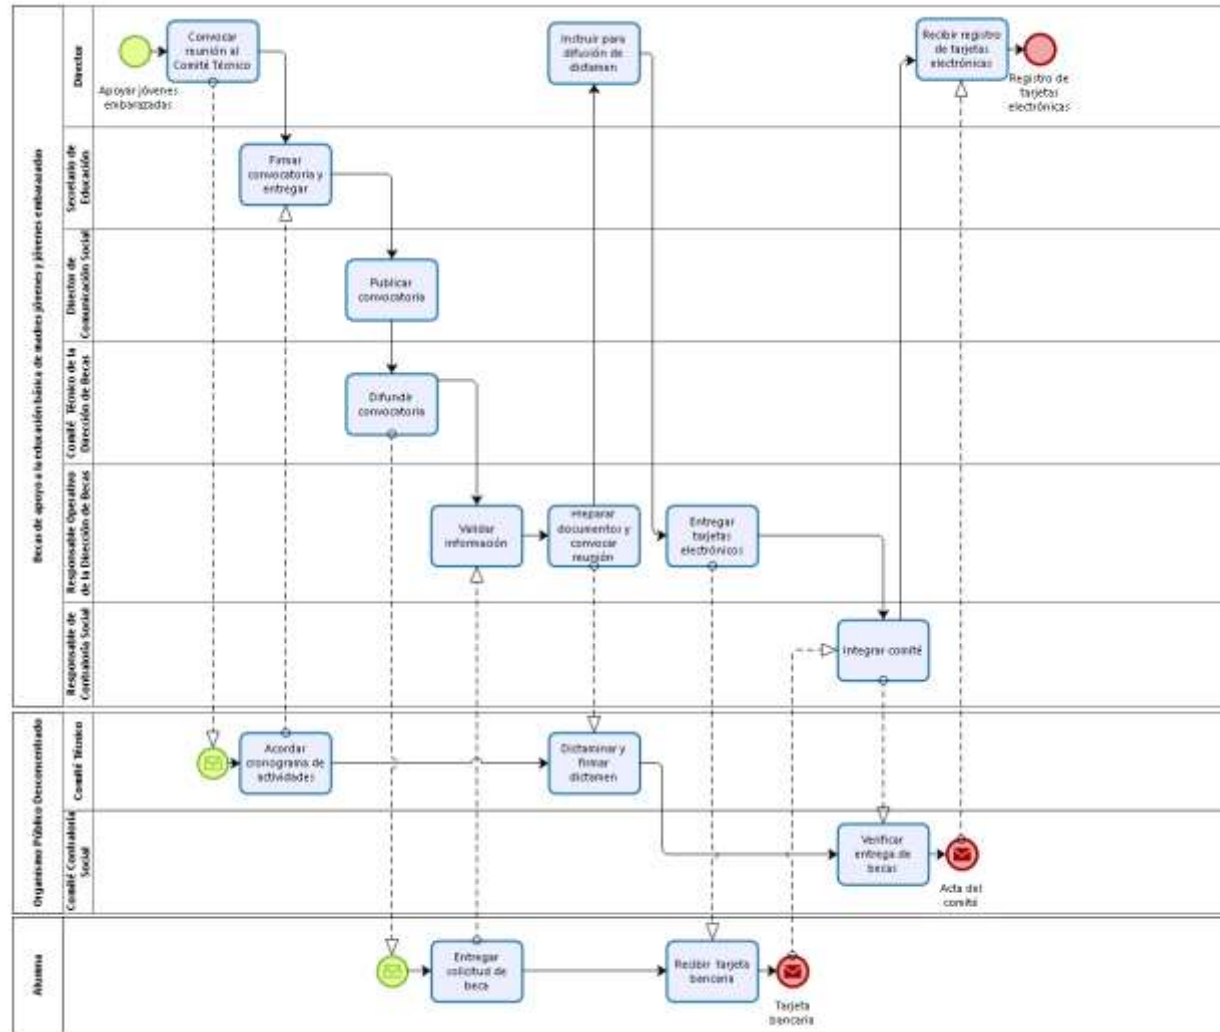 Becas de apoyo a la educación básica de madres jóvenes y jóvenes embarazadas
Director
Convocar
reunión al
Comité Técnico
Apoyar jóvenes
embarazadas
Instruir para
difusión de
dictamen
Recibir registro
de tarjetas
electrónicas
Registro de
tarjetas
electrónicas
Secretario de
Educación
Firmar
convocatoria y
entregar
Director de
Comunicación Social
Publicar
convocatoria
Comité Técnico de la
Dirección de Becas
Difundir
convocatoria
Responsable Operativo
de la Dirección de Becas
Validar
información
Preparar
documentos y
convocar
reunión
Entregar
tarjetas
electrónicos
Responsable de
Contraloría Social
Integrar comité
Organismo Público Desconcentrado
Comité Técnico
Acordar
cronograma de
actividades
Dictaminar y
firmar
dictamen
Comité Contraloría
Social
Verificar
entrega de
becas
Acta del
comité
Alumna
Entregar
solicitud de
beca
Recibir tarjeta
bancaria
Tarjeta
bancaria